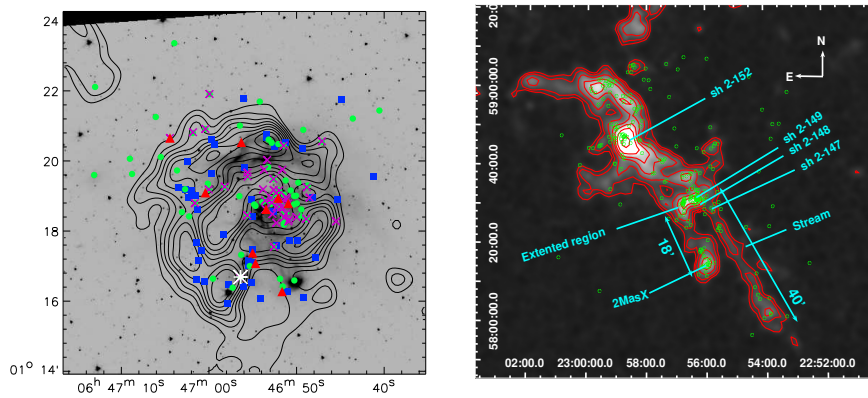 24
22
20
18
16
01° 14'
06ʰ 47ᵐ 10ˢ 47ᵐ 00ˢ 46ᵐ 50ˢ 40ˢ
20:0
59:00:00.0
40:00.0
20:00.0
58:00:00.0
N
E
sh 2-152
sh 2-149
sh 2-148
sh 2-147
Stream
Extented region
18'
2MasX
40'
02:00.0 23:00:00.0 58:00.0 56:00.0 54:00.0 22:52:00.0